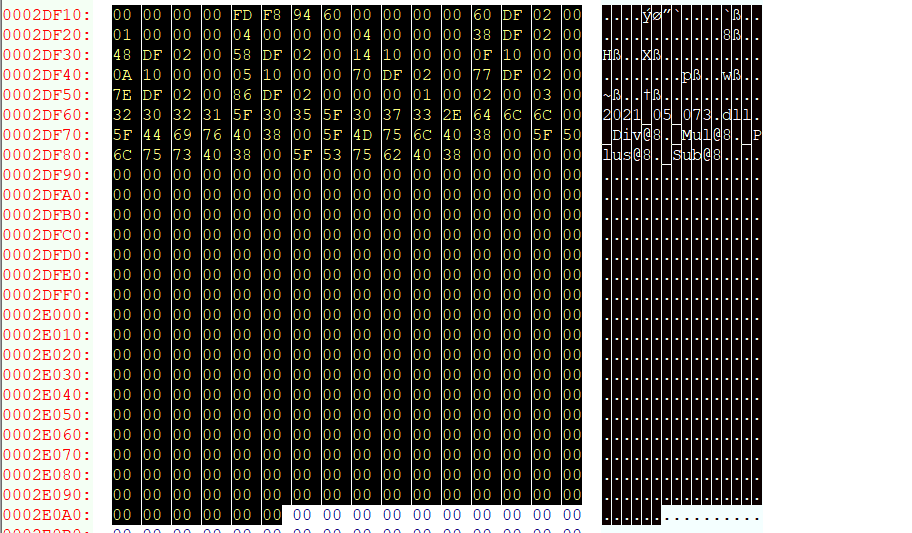 0002DF10: 00 00 00 00 FD F8 94 60 00 00 00 00 60 DF 02 00 ....ýø”`....`ß..
0002DF20: 01 00 00 00 04 00 00 00 04 00 00 00 38 DF 02 00 ............8ß..
0002DF30: 48 DF 02 00 58 DF 02 00 14 10 00 00 0F 10 00 00 Hß..Xß..........
0002DF40: 0A 10 00 00 05 10 00 00 70 DF 02 00 77 DF 02 00 ........pß..wß..
0002DF50: 7E DF 02 00 86 DF 02 00 00 00 01 00 02 00 03 00 ~ß..†ß..........
0002DF60: 32 30 32 31 5F 30 35 5F 30 37 33 2E 64 6C 6C 00 2021_05_073.dll.
0002DF70: 5F 44 69 76 40 38 00 5F 4D 75 6C 40 38 00 5F 50 _Div@8._Mul@8._P
0002DF80: 6C 75 73 40 38 00 5F 53 75 62 40 38 00 00 00 00 lus@8._Sub@8....
0002DF90: 00 00 00 00 00 00 00 00 00 00 00 00 00 00 00 00 ................
0002DFA0: 00 00 00 00 00 00 00 00 00 00 00 00 00 00 00 00 ................
0002DFB0: 00 00 00 00 00 00 00 00 00 00 00 00 00 00 00 00 ................
0002DFC0: 00 00 00 00 00 00 00 00 00 00 00 00 00 00 00 00 ................
0002DFD0: 00 00 00 00 00 00 00 00 00 00 00 00 00 00 00 00 ................
0002DFE0: 00 00 00 00 00 00 00 00 00 00 00 00 00 00 00 00 ................
0002DFF0: 00 00 00 00 00 00 00 00 00 00 00 00 00 00 00 00 ................
0002E000: 00 00 00 00 00 00 00 00 00 00 00 00 00 00 00 00 ................
0002E010: 00 00 00 00 00 00 00 00 00 00 00 00 00 00 00 00 ................
0002E020: 00 00 00 00 00 00 00 00 00 00 00 00 00 00 00 00 ................
0002E030: 00 00 00 00 00 00 00 00 00 00 00 00 00 00 00 00 ................
0002E040: 00 00 00 00 00 00 00 00 00 00 00 00 00 00 00 00 ................
0002E050: 00 00 00 00 00 00 00 00 00 00 00 00 00 00 00 00 ................
0002E060: 00 00 00 00 00 00 00 00 00 00 00 00 00 00 00 00 ................
0002E070: 00 00 00 00 00 00 00 00 00 00 00 00 00 00 00 00 ................
0002E080: 00 00 00 00 00 00 00 00 00 00 00 00 00 00 00 00 ................
0002E090: 00 00 00 00 00 00 00 00 00 00 00 00 00 00 00 00 ................
0002E0A0: 00 00 00 00 00 00 00 00 00 00 00 00 00 00 00 00 ................